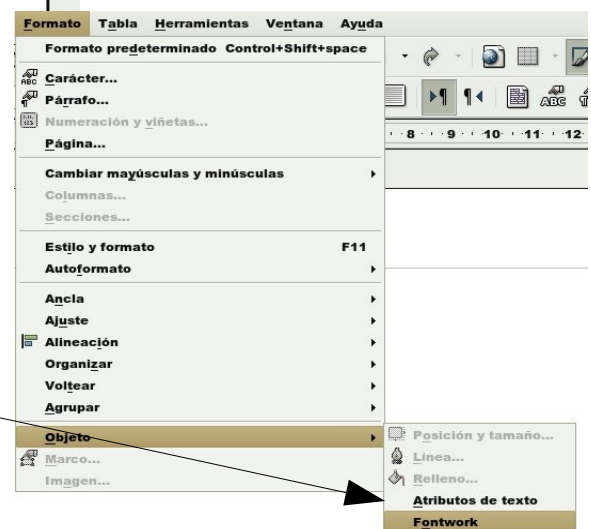 Formato Tabla Herramientas Ventana Ayuda
Formato predeterminado Control+Shift+space
ABC Carácter...
Párrafo...
Numeración y viñetas...
Página...
8 9 10 11 12
Cambiar mayúsculas y minúsculas
Columnas...
Secciones...
Estilo y formato F11
Autoformato
Ancla
Ajuste
Alineación
Organizar
Voltear
Agrupar
Objeto
Marco...
Imagen...
Posición y tamaño...
Línea...
Relleno...
Atributos de texto
Fontwork